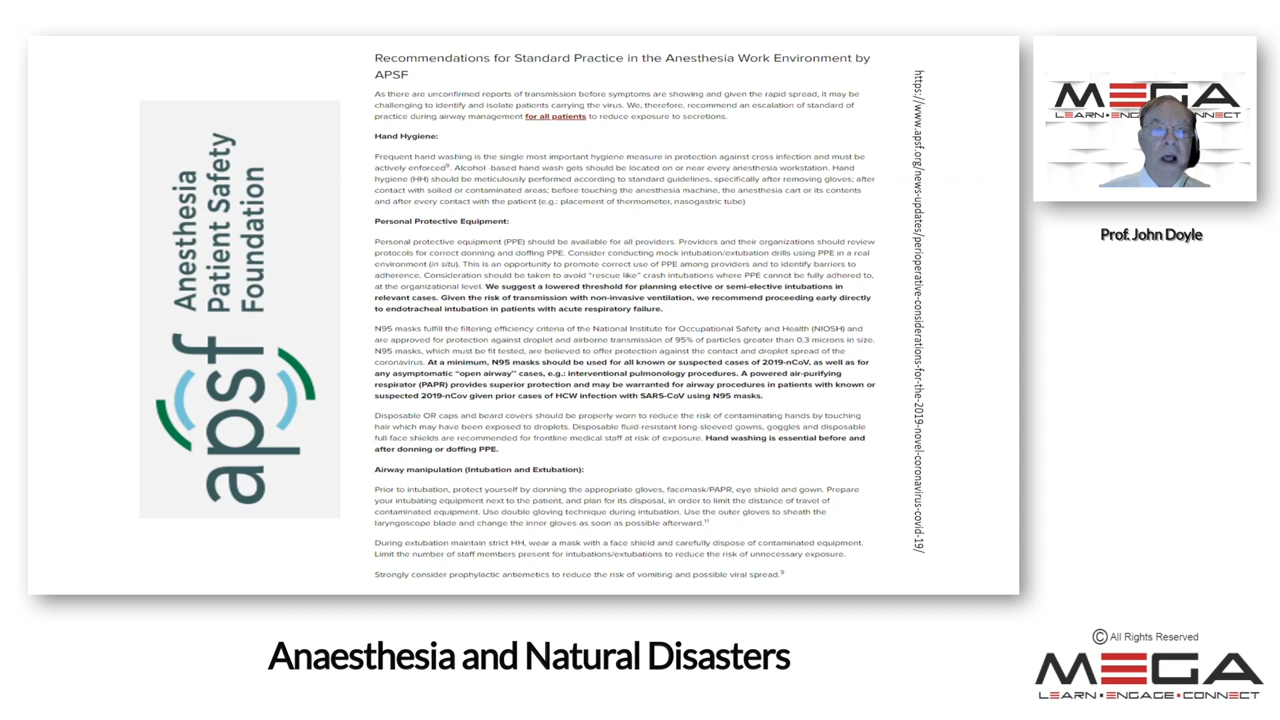 apsf
Anesthesia
Patient Safety
Foundation
Recommendations for Standard Practice in the Anesthesia Work Environment by
APSF
As there are unconfirmed reports of transmission before symptoms are showing and given the rapid spread, it may be
challenging to identify and isolate patients carrying the virus. We, therefore, recommend an escalation of standard of
practice during airway management for all patients to reduce exposure to secretions.
Hand Hygiene:
Frequent hand washing is the single most important hygiene measure in protection against cross infection and must be
actively enforced⁹. Alcohol -based hand wash gels should be located on or near every anesthesia workstation. Hand
hygiene (HH) should be meticulously performed according to standard guidelines, specifically after removing gloves; after
contact with soiled or contaminated areas; before touching the anesthesia machine, the anesthesia cart or its contents
and after every contact with the patient (e.g.: placement of thermometer, nasogastric tube)
Personal Protective Equipment:
Personal protective equipment (PPE) should be available for all providers. Providers and their organizations should review
protocols for correct donning and doffing PPE. Consider conducting mock intubation/extubation drills using PPE in a real
environment (in situ). This is an opportunity to promote correct use of PPE among providers and to identify barriers to
adherence. Consideration should be taken to avoid “rescue like” crash intubations where PPE cannot be fully adhered to,
at the organizational level. We suggest a lowered threshold for planning elective or semi-elective intubations in
relevant cases. Given the risk of transmission with non-invasive ventilation, we recommend proceeding early directly
to endotracheal intubation in patients with acute respiratory failure.
N95 masks fulfill the filtering efficiency criteria of the National Institute for Occupational Safety and Health (NIOSH) and
are approved for protection against droplet and airborne transmission of 95% of particles greater than 0.3 microns in size.
N95 masks, which must be fit tested, are believed to offer protection against the contact and droplet spread of the
coronavirus. At a minimum, N95 masks should be used for all known or suspected cases of 2019-nCoV, as well as for
any asymptomatic “open airway” cases, e.g.: interventional pulmonology procedures. A powered air-purifying
respirator (PAPR) provides superior protection and may be warranted for airway procedures in patients with known or
suspected 2019-nCov given prior cases of HCW infection with SARS-CoV using N95 masks.
Disposable OR caps and beard covers should be properly worn to reduce the risk of contaminating hands by touching
hair which may have been exposed to droplets. Disposable fluid-resistant long-sleeved gowns, goggles and disposable
full-face shields are recommended for frontline medical staff at risk of exposure. Hand washing is essential before and
after donning or doffing PPE.
Airway manipulation (Intubation and Extubation):
Prior to intubation, protect yourself by donning the appropriate gloves, facemask/PAPR, eye shield and gown. Prepare
your intubating equipment next to the patient, and plan for its disposal, in order to limit the distance of travel of
contaminated equipment. Use double gloving technique during intubation. Use the outer gloves to sheath the
laryngoscope blade and change the inner gloves as soon as possible afterward.¹¹
During extubation maintain strict HH, wear a mask with a face shield and carefully dispose of contaminated equipment.
Limit the number of staff members present for intubations/extubations to reduce the risk of unnecessary exposure.
Strongly consider prophylactic antiemetics to reduce the risk of vomiting and possible viral spread.⁹
https://www.apsf.org/news-updates/perioperative-considerations-for-the-2019-novel-coronavirus-covid-19/
MEGA
Prof. John Doyle
Anaesthesia and Natural Disasters
© All Rights Reserved
MEGA
LEARN•ENGAGE•CONNECT